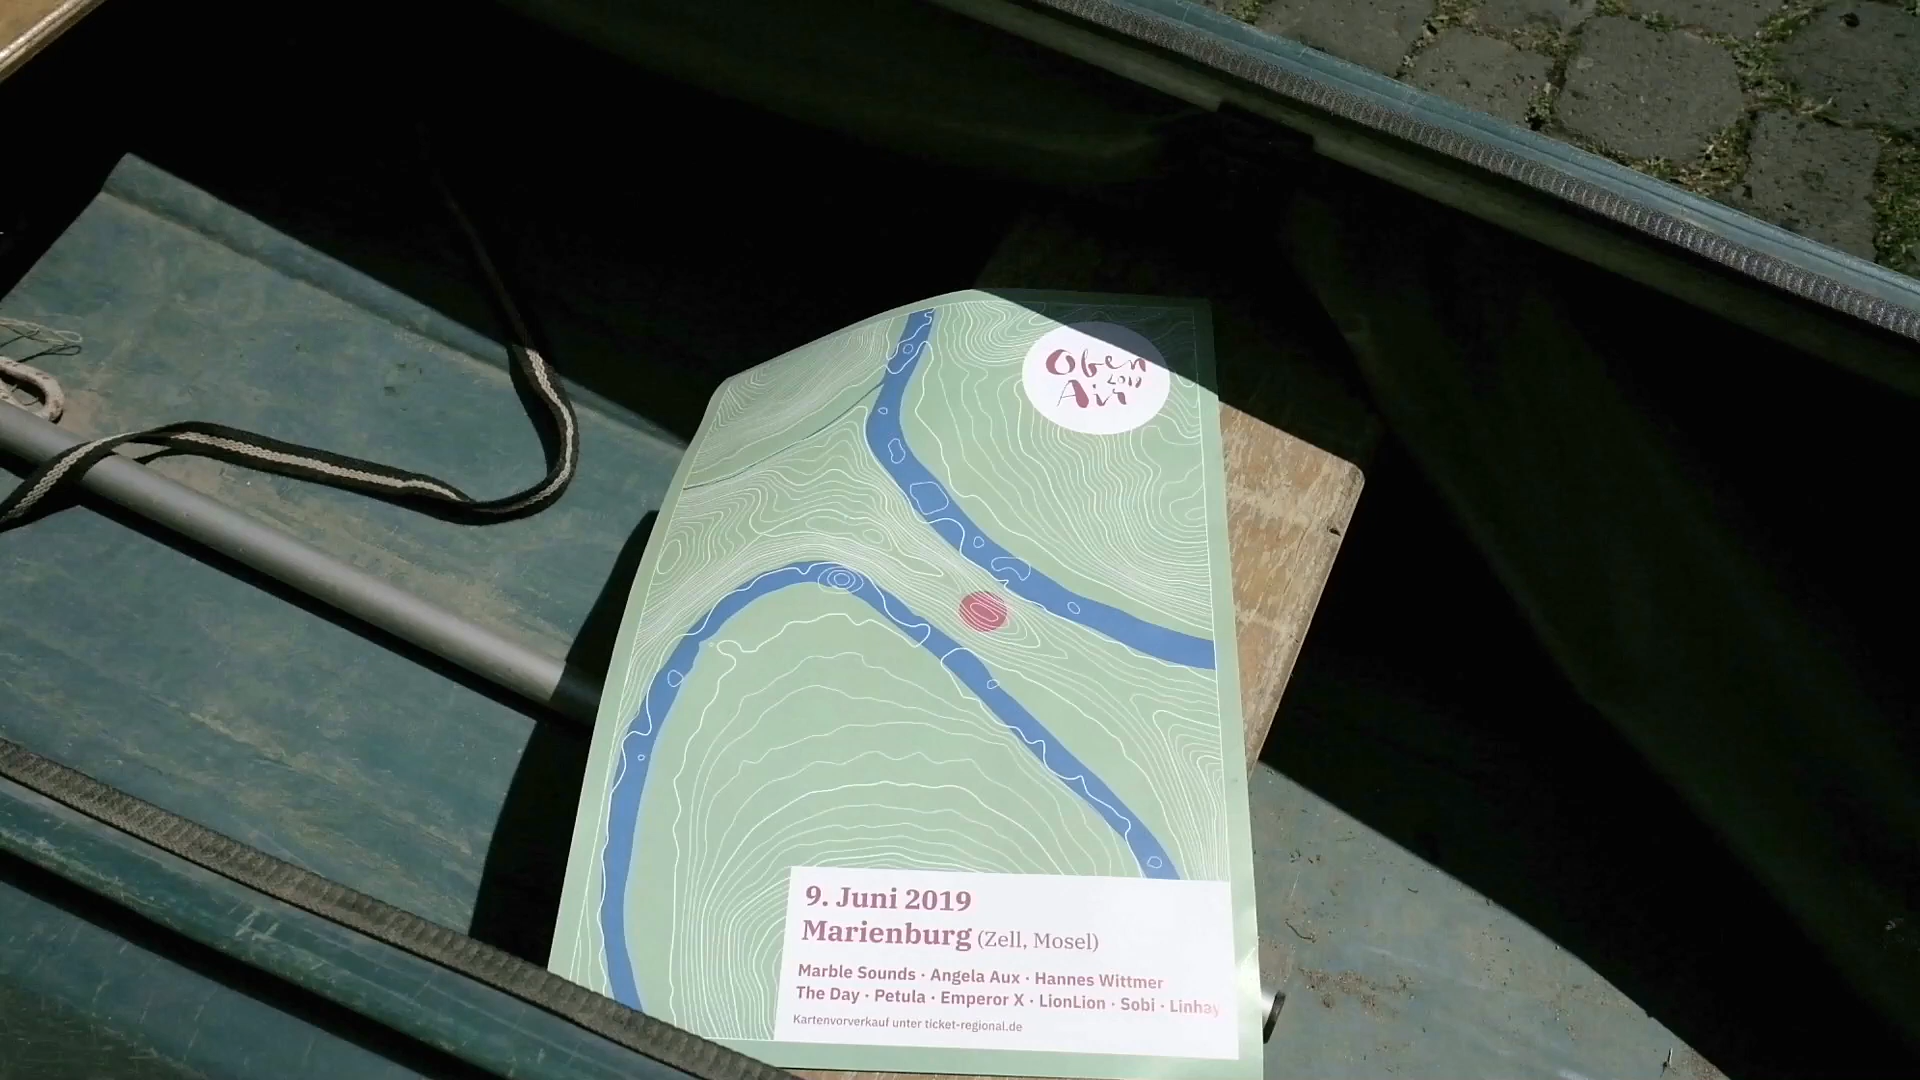 Oben
2019
Air
9. Juni 2019
Marienburg (Zell, Mosel)
Marble Sounds · Angela Aux · Hannes Wittmer
The Day · Petula · Emperor X · LionLion · Sobi · Linhay
Kartenvorverkauf unter ticket-regional.de